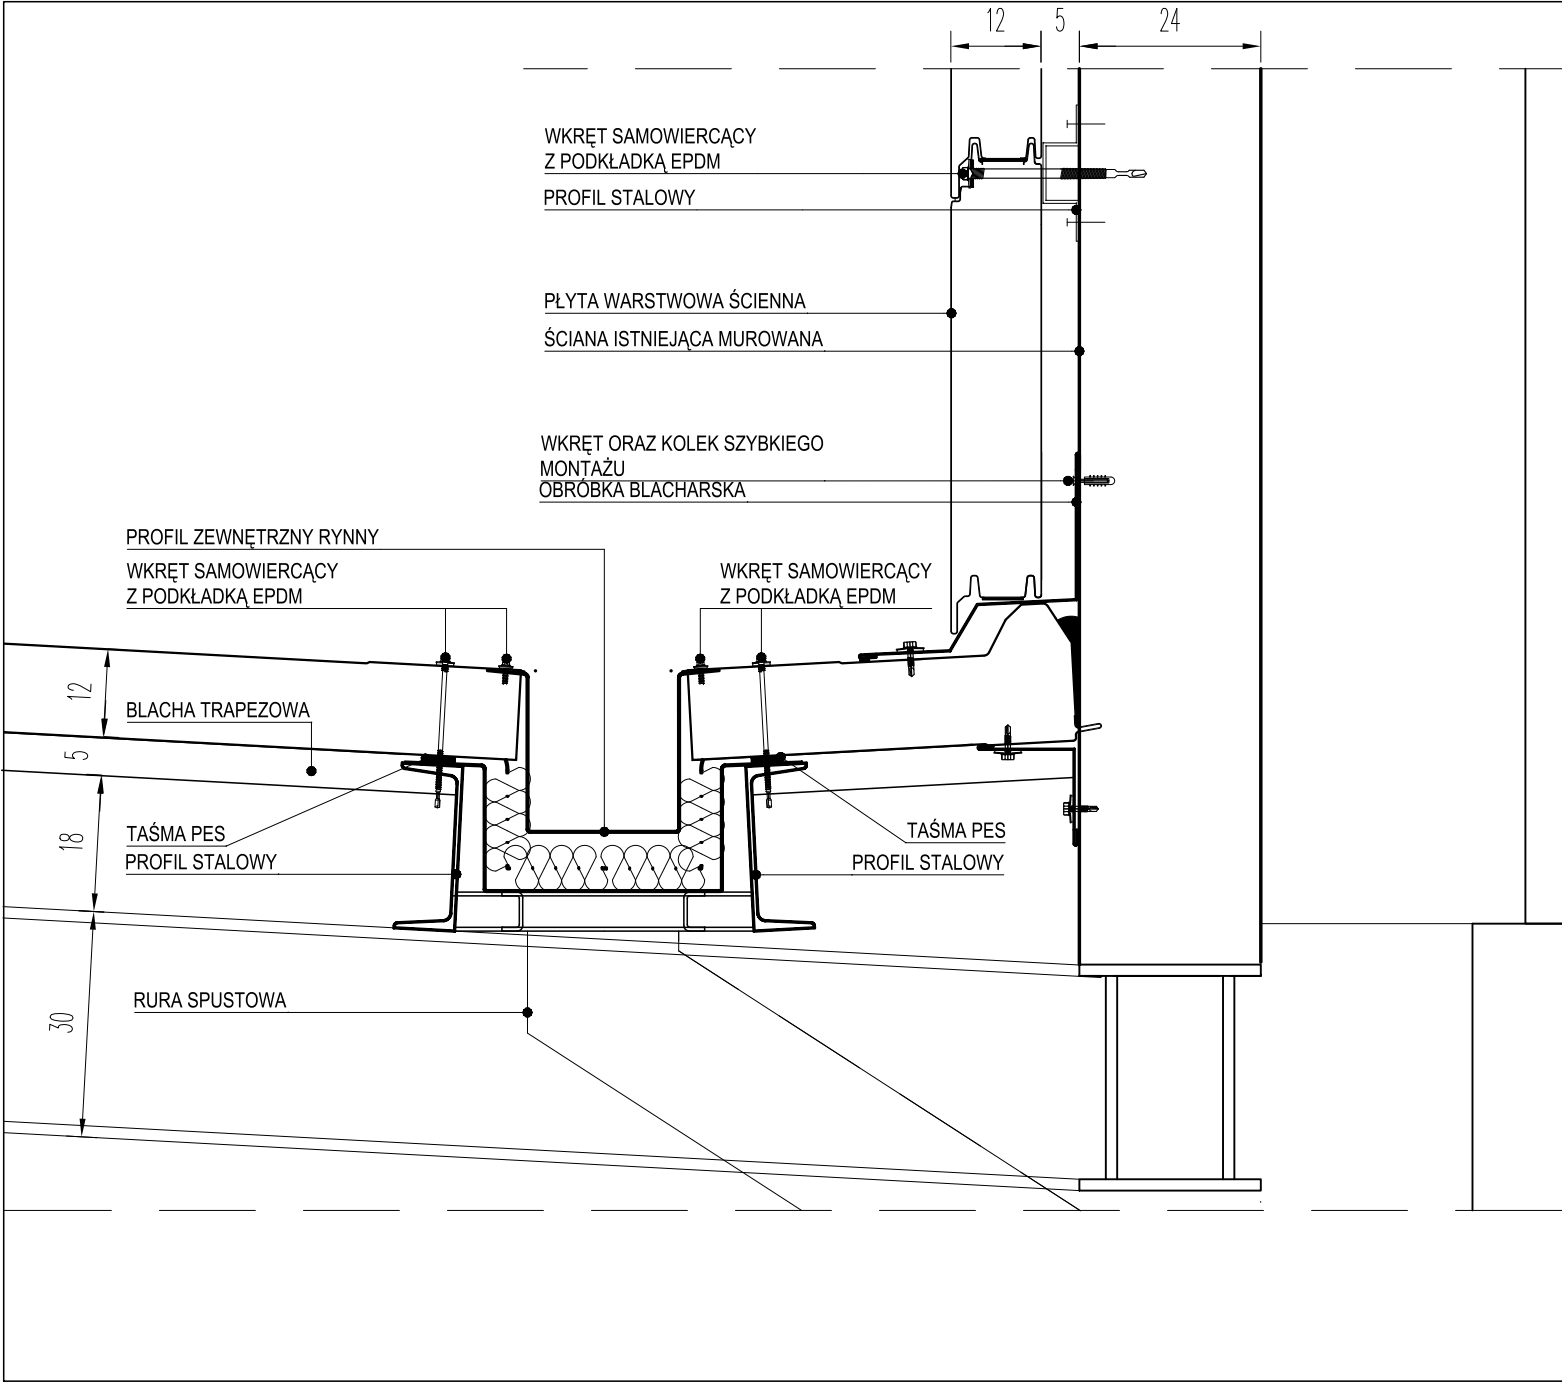 12 5 24
WKRĘT SAMOWIERCĄCY
Z PODKŁADKĄ EPDM
PROFIL STALOWY
PŁYTA WARSTWOWA ŚCIENNA
ŚCIANA ISTNIEJĄCA MUROWANA
WKRĘT ORAZ KOLEK SZYBKIEGO
MONTAŻU
OBRÓBKA BLACHARSKA
PROFIL ZEWNĘTRZNY RYNNY
WKRĘT SAMOWIERCĄCY
Z PODKŁADKĄ EPDM
WKRĘT SAMOWIERCĄCY
Z PODKŁADKĄ EPDM
12
BLACHA TRAPEZOWA
5
18
TAŚMA PES
PROFIL STALOWY
TAŚMA PES
PROFIL STALOWY
RURA SPUSTOWA
30